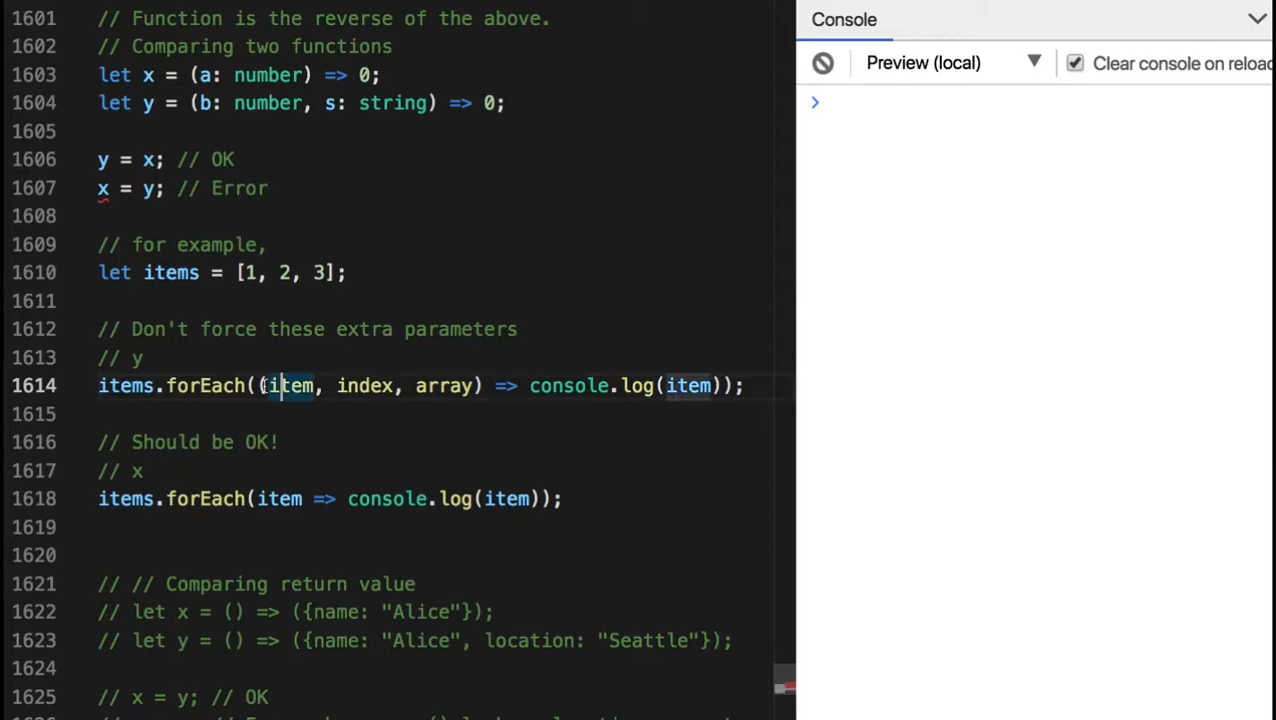 1601 // Function is the reverse of the above.
1602 // Comparing two functions
1603 let x = (a: number) => 0;
1604 let y = (b: number, s: string) => 0;
1605
1606 y = x; // OK
1607 x = y; // Error
1608
1609 // for example,
1610 let items = [1, 2, 3];
1611
1612 // Don't force these extra parameters
1613 // y
1614 items.forEach((item, index, array) => console.log(item));
1615
1616 // Should be OK!
1617 // x
1618 items.forEach(item => console.log(item));
1619
1620
1621 // // Comparing return value
1622 // let x = () => ({name: "Alice"});
1623 // let y = () => ({name: "Alice", location: "Seattle"});
1624
1625 // x = y; // OK
Console
Preview (local)
Clear console on reload
>